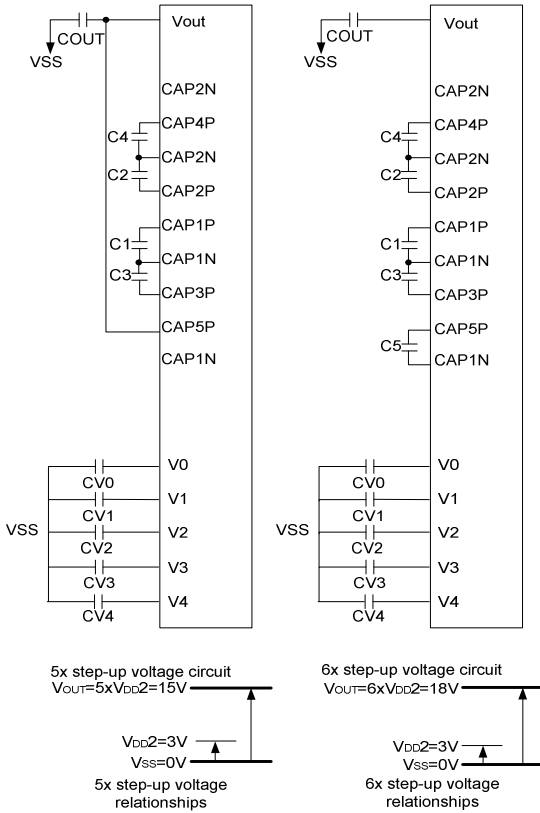 Vout
COUT
VSS
CAP2N
CAP4P
C4
CAP2N
C2
CAP2P
CAP1P
C1
CAP1N
C3
CAP3P
CAP5P
CAP1N
V0
CV0
V1
CV1
VSS
V2
CV2
V3
CV3
V4
CV4
5x step-up voltage circuit
VOUT=5xVDD2=15V
VDD2=3V
VSS=0V
5x step-up voltage
relationships
Vout
COUT
VSS
CAP2N
CAP4P
C4
CAP2N
C2
CAP2P
CAP1P
C1
CAP1N
C3
CAP3P
CAP5P
C5
CAP1N
V0
CV0
V1
CV1
VSS
V2
CV2
V3
CV3
V4
CV4
6x step-up voltage circuit
VOUT=6xVDD2=18V
VDD2=3V
VSS=0V
6x step-up voltage
relationships